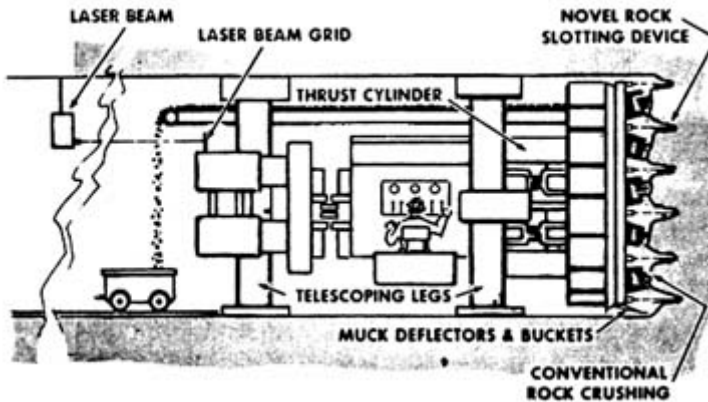 LASER BEAM
LASER BEAM GRID
NOVEL ROCK
SLOTTING DEVICE
THRUST CYLINDER
TELESCOPING LEGS
MUCK DEFLECTORS & BUCKETS
CONVENTIONAL
ROCK CRUSHING